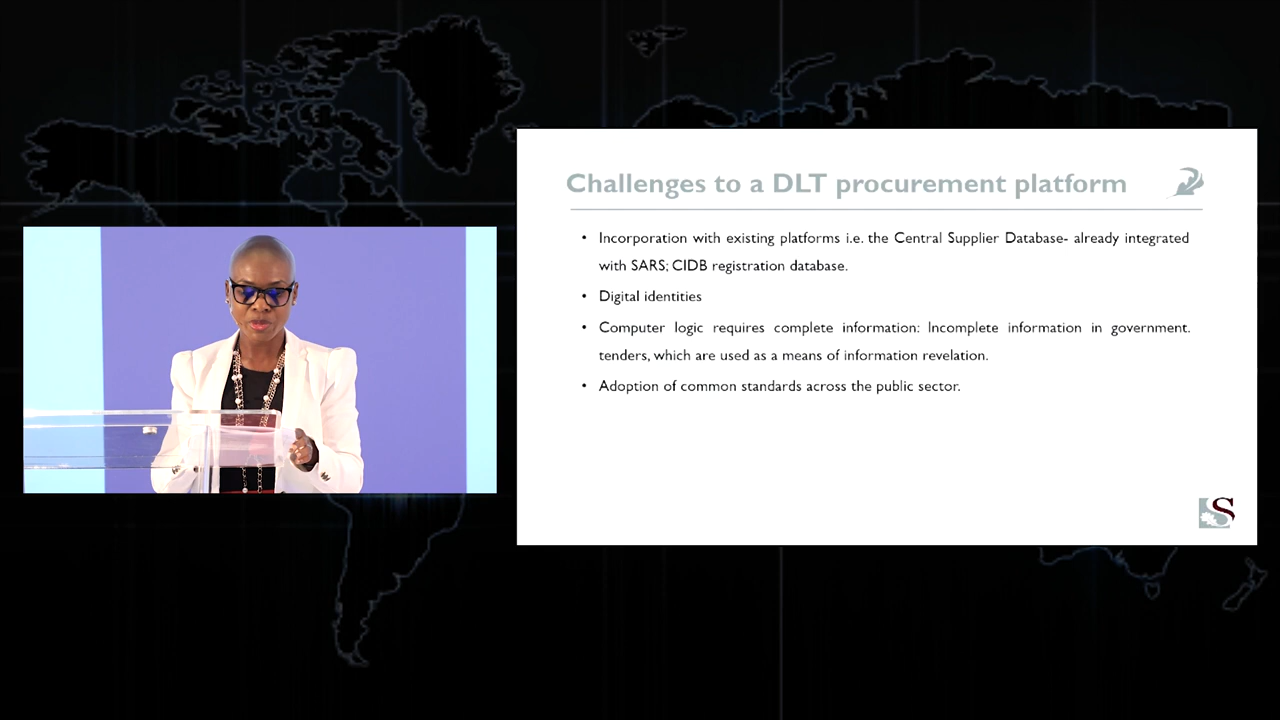 Challenges to a DLT procurement platform
• Incorporation with existing platforms i.e. the Central Supplier Database- already integrated
with SARS; CIDB registration database.
• Digital identities
• Computer logic requires complete information: Incomplete information in government.
tenders, which are used as a means of information revelation.
• Adoption of common standards across the public sector.
S